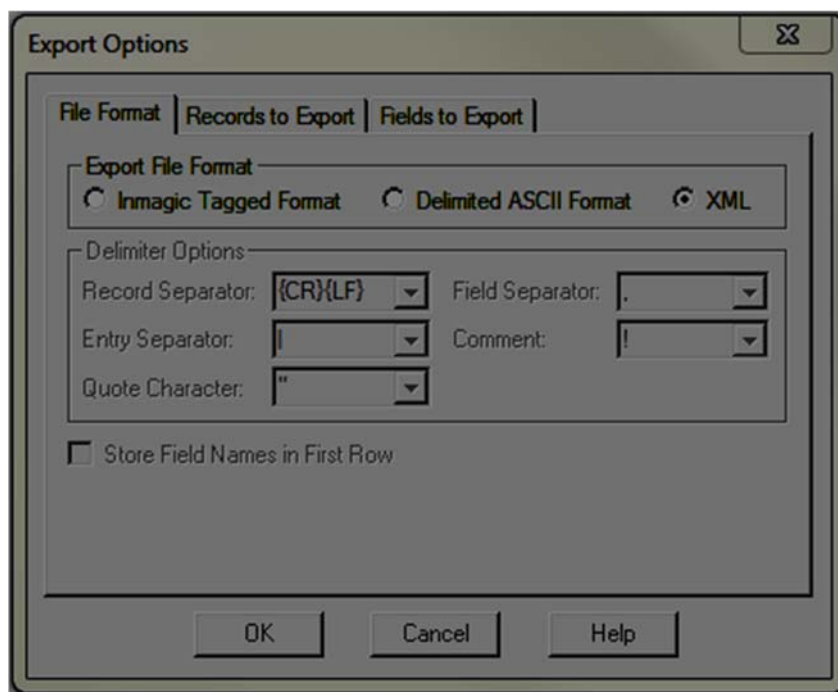 Export Options
File Format Records to Export Fields to Export
Export File Format
Inmagic Tagged Format Delimited ASCII Format XML
Delimiter Options
Record Separator: {CR}{LF} Field Separator: ,
Entry Separator: | Comment: !
Quote Character: "
Store Field Names in First Row
OK Cancel Help